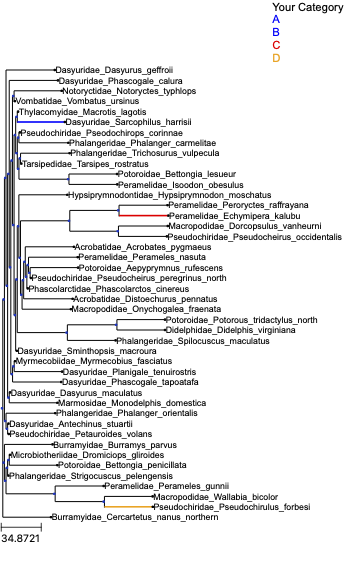 Your Category
A
B
C
D
Dasyuridae_Dasyurus_geffroii
Dasyuridae_Phascogale_calura
Notoryctidae_Notoryctes_typhlops
Vombatidae_Vombatus_ursinus
Thylacomyidae_Macrotis_lagotis
Dasyuridae_Sarcophilus_harrisii
Pseudochiridae_Pseodochirops_corinnae
Phalangeridae_Phalanger_carmelitae
Phalangeridae_Trichosurus_vulpecula
Tarsipedidae_Tarsipes_rostratus
Potoroidae_Bettongia_lesueur
Peramelidae_Isoodon_obesulus
Hypsiprymnodontidae_Hypsiprymnodon_moschatus
Peramelidae_Peroryctes_raffrayana
Peramelidae_Echymipera_kalubu
Macropodidae_Dorcopsulus_vanheurni
Pseudochiridae_Pseudocheirus_occidentalis
Acrobatidae_Acrobates_pygmaeus
Peramelidae_Perameles_nasuta
Potoroidae_Aepyprymnus_rufescens
Pseudochiridae_Pseudocheirus_peregrinus_north
Phascolarctidae_Phascolarctos_cinereus
Acrobatidae_Distoechurus_pennatus
Macropodidae_Onychogalea_fraenata
Potoroidae_Potorous_tridactylus_north
Didelphidae_Didelphis_virginiana
Phalangeridae_Spilocuscus_maculatus
Dasyuridae_Sminthopsis_macroura
Myrmecobiidae_Myrmecobius_fasciatus
Dasyuridae_Planigale_tenuirostris
Dasyuridae_Phascogale_tapoatafa
Dasyuridae_Dasyurus_maculatus
Marmosidae_Monodelphis_domestica
Phalangeridae_Phalanger_orientalis
Dasyuridae_Antechinus_stuartii
Pseudochiridae_Petauroides_volans
Burramyidae_Burramys_parvus
Microbiotheriidae_Dromiciops_gliroides
Potoroidae_Bettongia_penicillata
Phalangeridae_Strigocuscus_pelengensis
Peramelidae_Perameles_gunnii
Macropodidae_Wallabia_bicolor
Pseudochiridae_Pseudochirulus_forbesi
Burramyidae_Cercartetus_nanus_northern
34.8721